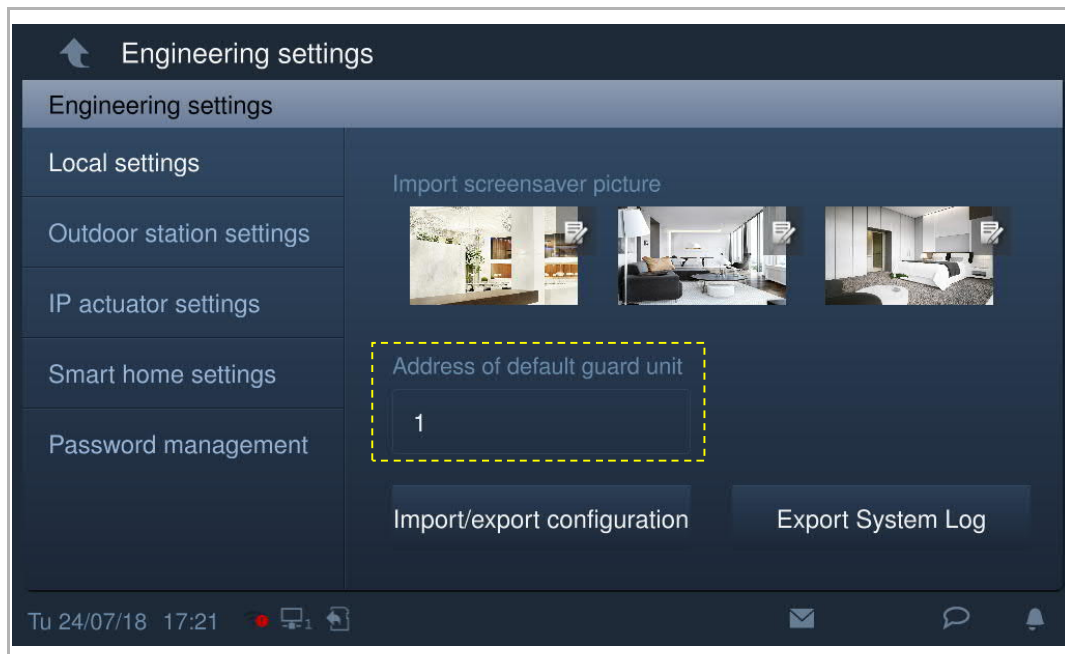 Engineering settings
Engineering settings
Local settings
Outdoor station settings
IP actuator settings
Smart home settings
Password management
Import screensaver picture
Address of default guard unit
1
Import/export configuration
Export System Log
Tu 24/07/18 17:21
1